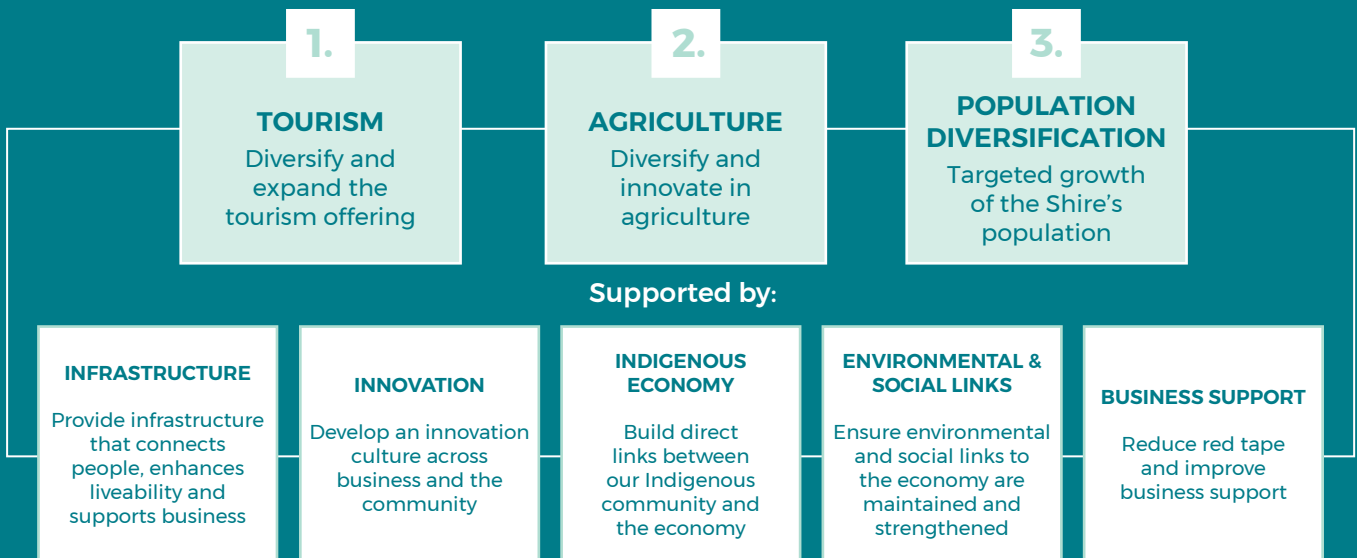 1.
TOURISM
Diversify and
expand the
tourism offering
2.
AGRICULTURE
Diversify and
innovate in
agriculture
3.
POPULATION
DIVERSIFICATION
Targeted growth
of the Shire’s
population
Supported by:
INFRASTRUCTURE
Provide infrastructure
that connects
people, enhances
liveability and
supports business
INNOVATION
Develop an innovation
culture across
business and the
community
INDIGENOUS
ECONOMY
Build direct
links between
our Indigenous
community and
the economy
ENVIRONMENTAL &
SOCIAL LINKS
Ensure environmental
and social links to
the economy are
maintained and
strengthened
BUSINESS SUPPORT
Reduce red tape
and improve
business support